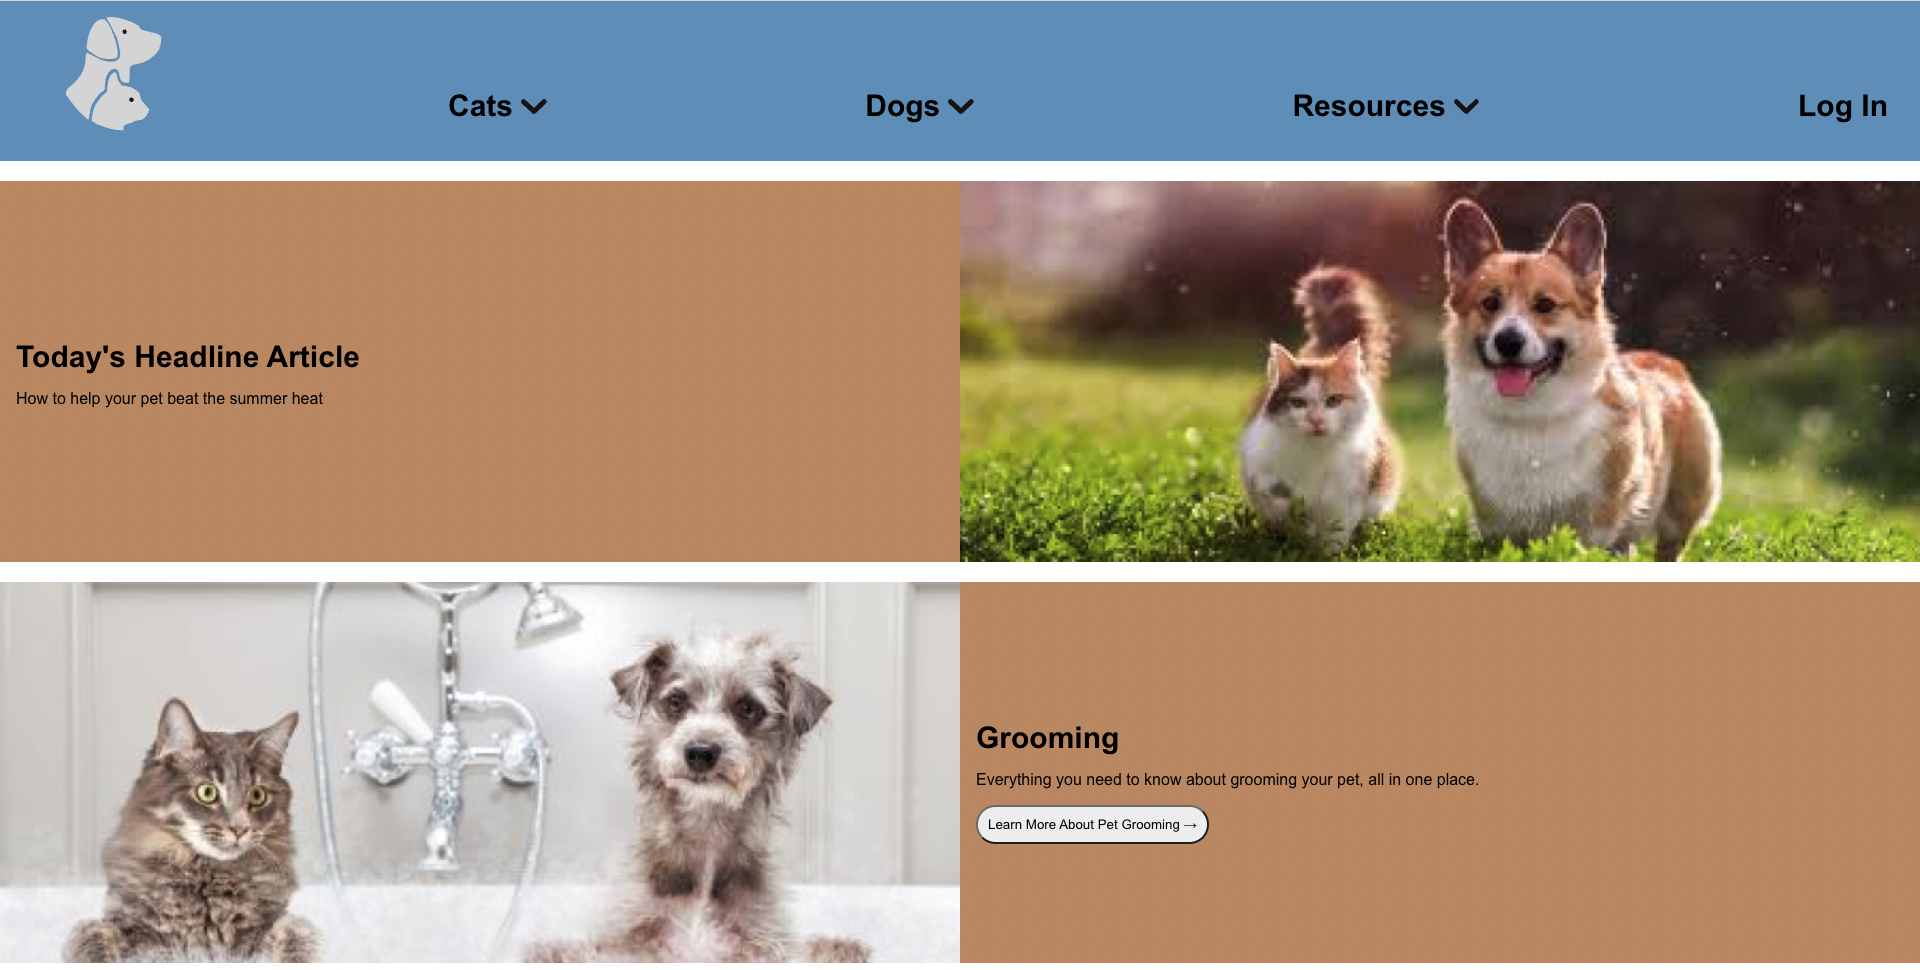 Cats
Dogs
Resources
Log In
Today's Headline Article
How to help your pet beat the summer heat
Grooming
Everything you need to know about grooming your pet, all in one place.
Learn More About Pet Grooming →